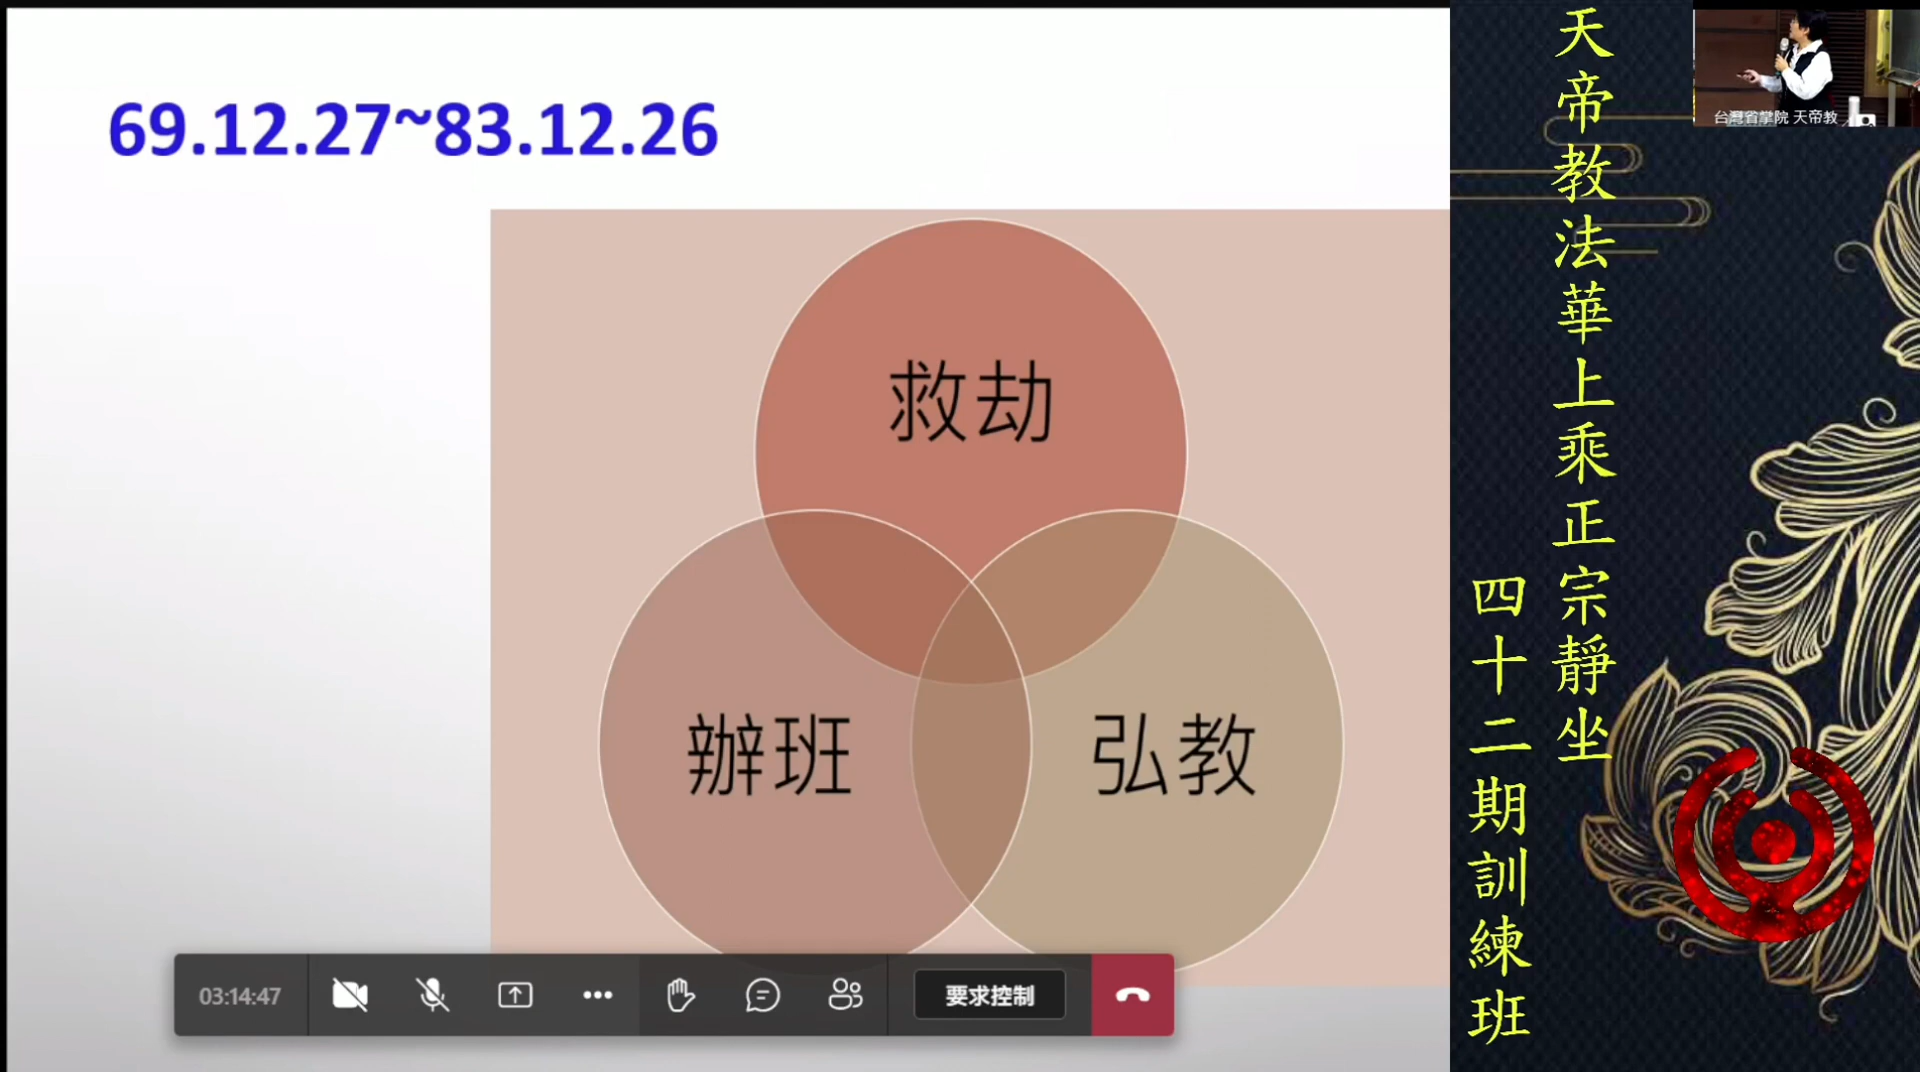 69.12.27~83.12.26
救劫
辦班
弘教
03:14:47
要求控制
天帝教法華上乘正宗靜坐
四十二期訓練班
台灣省掌院 天帝教